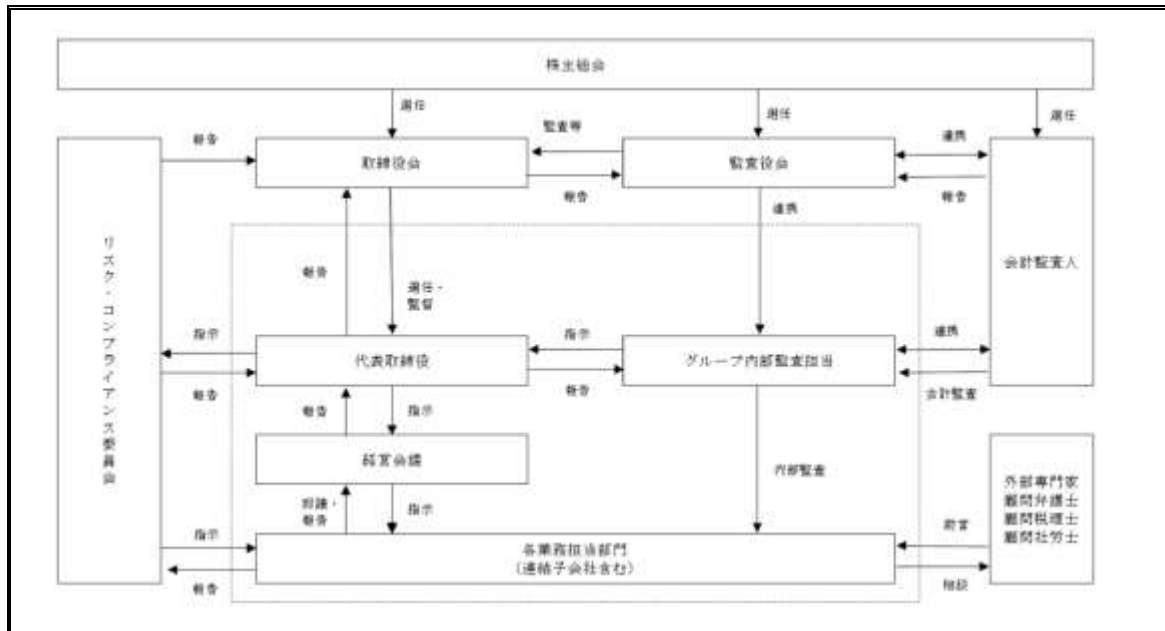 株主総会
選任
選任
選任
報告
監査等
連携
取締役会
監査役会
報告
報告
連携
リスク・コンプライアンス委員会
会計監査人
報告
選任・
監督
指示
指示
連携
代表取締役
グループ内部監査担当
報告
報告
会計監査
報告
指示
経営会議
内部監査
外部専門家
顧問弁護士
顧問税理士
顧問社労士
報告
指示
指示
助言
各業務担当部門
(連結子会社含む)
報告
相談